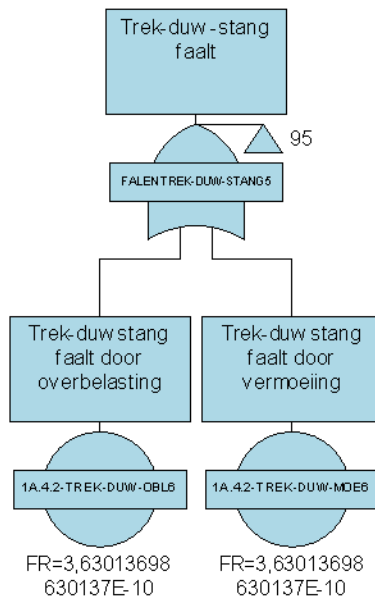 Trek-duw-stang
faalt
95
FALENTREK-DUW-STANG5
Trek-duw stang
faalt door
overbelasting
Trek-duw stang
faalt door
vermoeiing
1A.4.2-TREK-DUW-OBL6
1A.4.2-TREK-DUW-MOE6
FR=3,63013698
630137E-10
FR=3,63013698
630137E-10